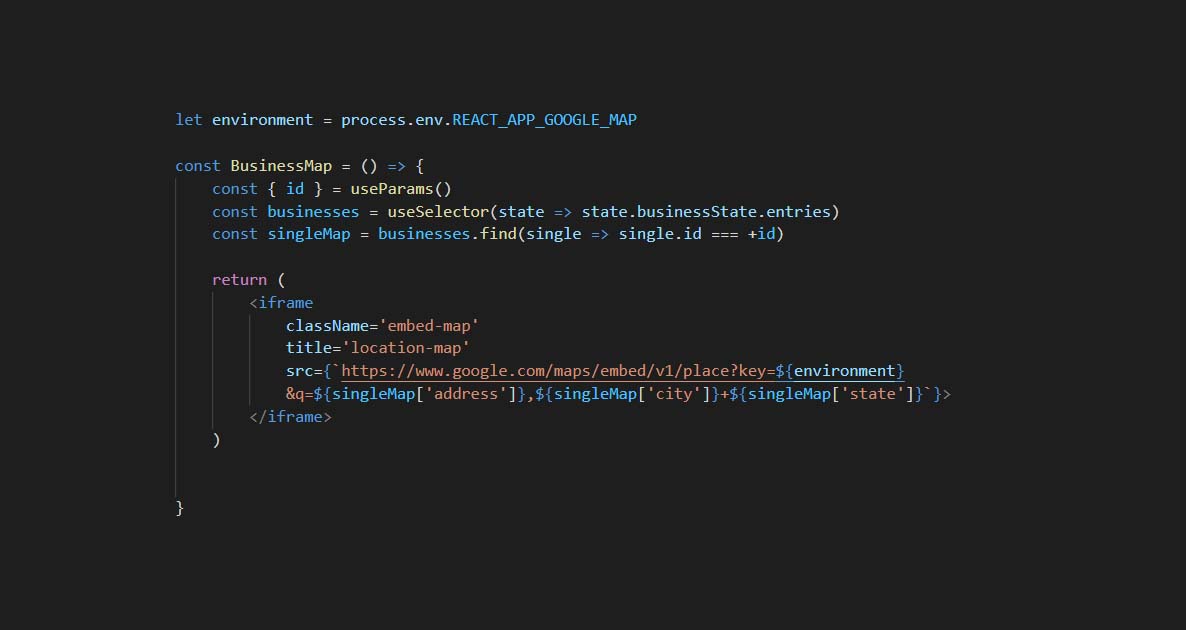 let environment = process.env.REACT_APP_GOOGLE_MAP
const BusinessMap = () => {
const { id } = useParams()
const businesses = useSelector(state => state.businessState.entries)
const singleMap = businesses.find(single => single.id === +id)
return (
<iframe
className='embed-map'
title='location-map'
src={`https://www.google.com/maps/embed/v1/place?key=${environment}
&q=${singleMap['address']},${singleMap['city']}+${singleMap['state']}`}>
</iframe>
)
}